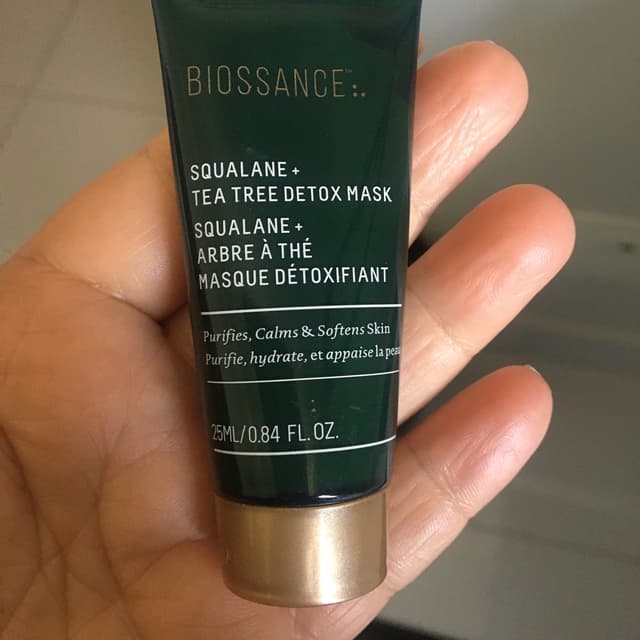 BIOSSANCE™:.
SQUALANE +
TEA TREE DETOX MASK
SQUALANE +
ARBRE À THÉ
MASQUE DÉTOXIFIANT
Purifies, Calms & Softens Skin
Purifie, hydrate, et appaise la peau
25ML/0.84 FL. OZ.